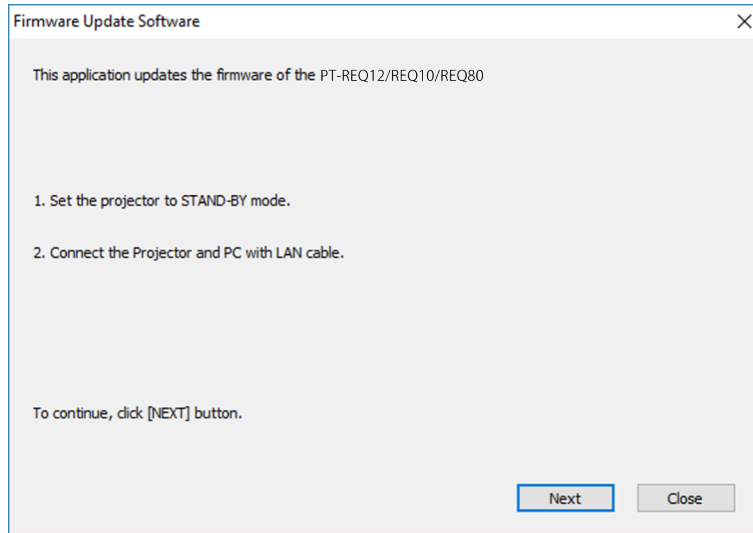 Firmware Update Software
This application updates the firmware of the PT-REQ12/REQ10/REQ80
1. Set the projector to STAND-BY mode.
2. Connect the Projector and PC with LAN cable.
To continue, click [NEXT] button.
Next
Close